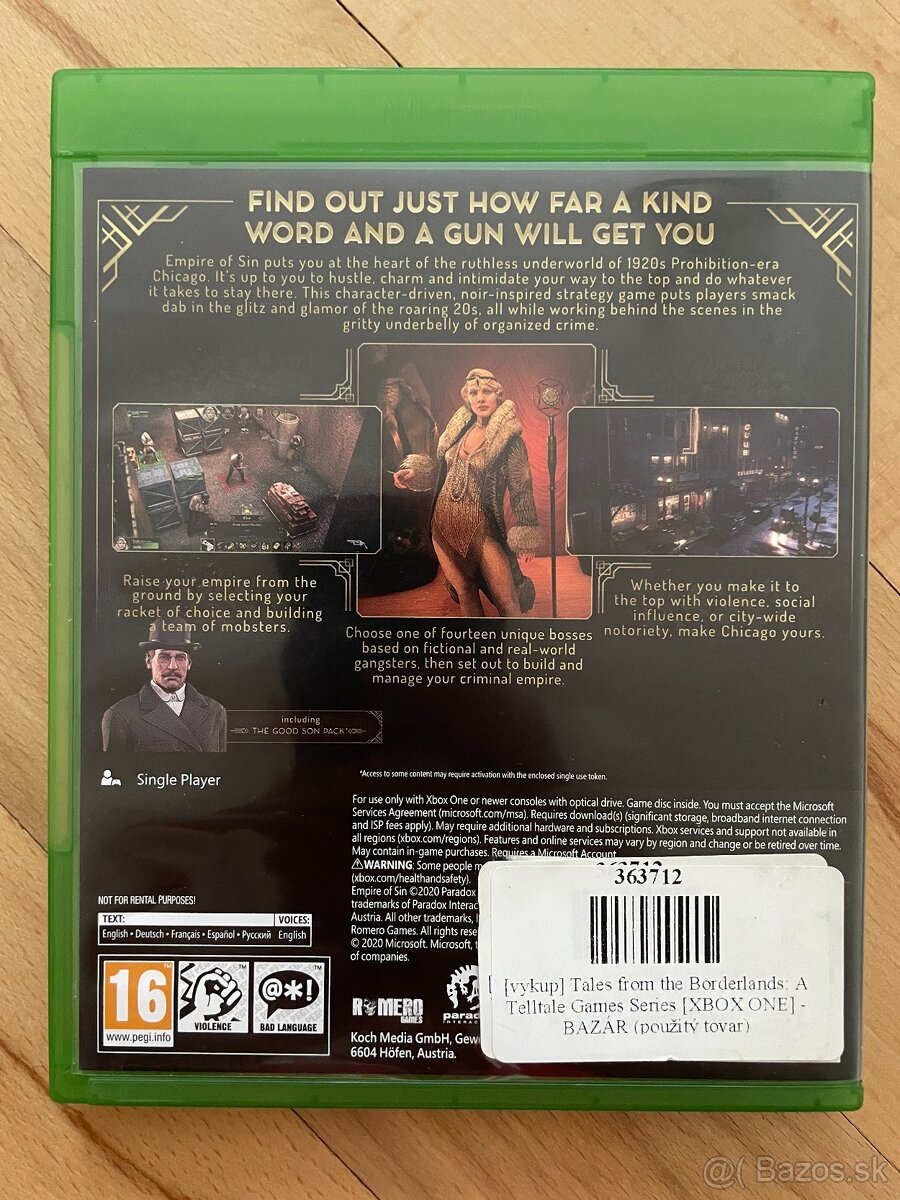 FIND OUT JUST HOW FAR A KIND
WORD AND A GUN WILL GET YOU
Empire of Sin puts you at the heart of the ruthless underworld of 1920s Prohibition-era
Chicago. It's up to you to hustle, charm and intimidate your way to the top and do whatever
it takes to stay there. This character-driven, noir-inspired strategy game puts players smack
dab in the glitz and glamor of the roaring 20s, all while working behind the scenes in the
gritty underbelly of organized crime.
Raise your empire from the
ground by selecting your
racket of choice and building
a team of mobsters.
Choose one of fourteen unique bosses
based on fictional and real-world
gangsters, then set out to build and
manage your criminal empire.
Whether you make it to
the top with violence, social
influence, or city-wide
notoriety, make Chicago yours.
including
THE GOOD SON PACK*
Single Player
*Access to some content may require activation with the enclosed single use token.
For use only with Xbox One or newer consoles with optical drive. Game disc inside. You must accept the Microsoft
Services Agreement (microsoft.com/msa). Requires download(s) (significant storage, broadband internet connection
and ISP fees apply). May require additional hardware and subscriptions. Xbox services and support not available in
all regions (xbox.com/regions). Features and online services may vary by region and change or be retired over time.
May contain in-game purchases. Requires a Microsoft Account.
⚠WARNING: Some people m
(xbox.com/healthandsafety).
Empire of Sin ©2020 Paradox
trademarks of Paradox Interac
Austria. All other trademarks, l
Romero Games. All rights rese
© 2020 Microsoft. Microsoft, t
of companies.
NOT FOR RENTAL PURPOSES!
TEXT: VOICES:
English • Deutsch • Français • Español • Русский English
16
www.pegi.info
VIOLENCE
@*!
BAD LANGUAGE
™
™
ROMERO
GAMES
parad
INTERAC
Koch Media GmbH, Gew
6604 Höfen, Austria.
363712
363712
[vykup] Tales from the Borderlands: A
Telltale Games Series [XBOX ONE] -
BAZÁR (použitý tovar)
@( Bazos.sk